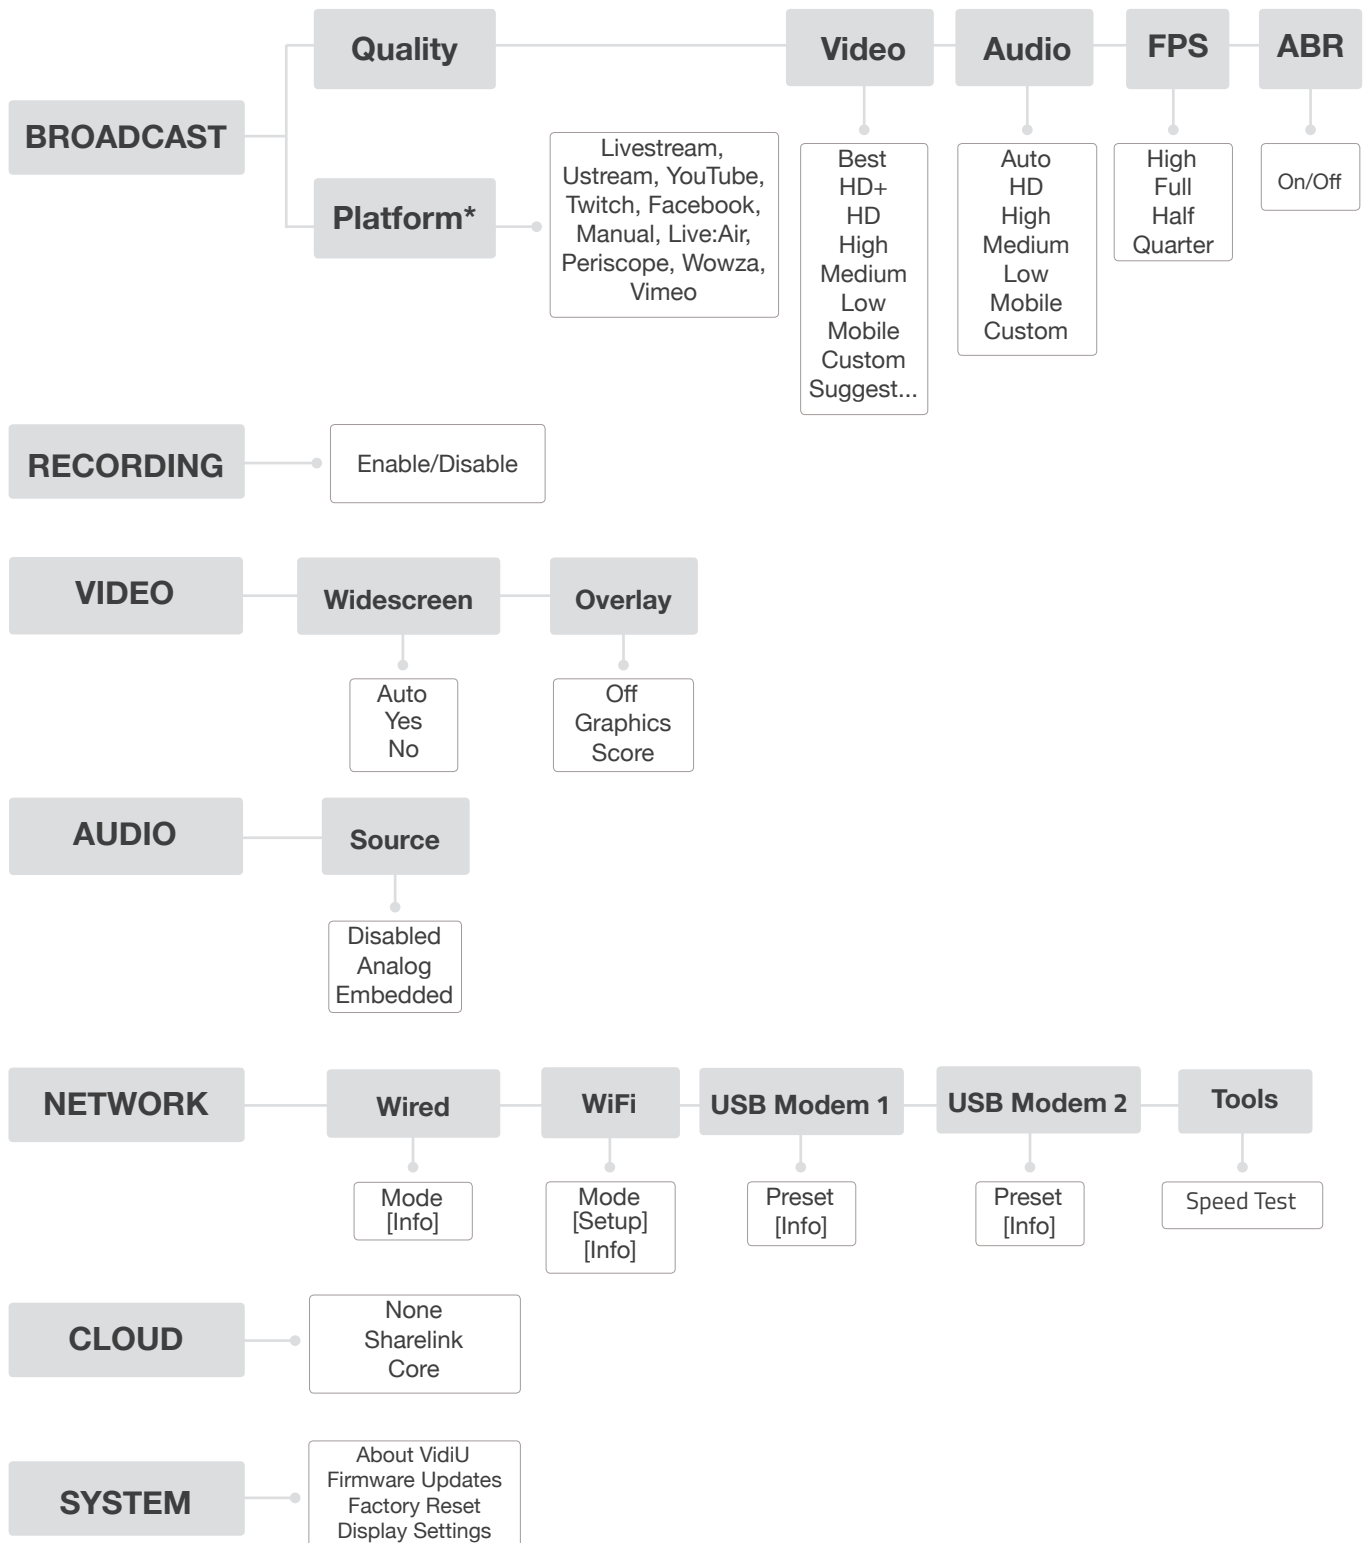 BROADCAST
Quality
Video
Audio
FPS
ABR
Platform*
Livestream,
Ustream, YouTube,
Twitch, Facebook,
Manual, Live:Air,
Periscope, Wowza,
Vimeo
Best
HD+
HD
High
Medium
Low
Mobile
Custom
Suggest...
Auto
HD
High
Medium
Low
Mobile
Custom
High
Full
Half
Quarter
On/Off
RECORDING
Enable/Disable
VIDEO
Widescreen
Overlay
Auto
Yes
No
Off
Graphics
Score
AUDIO
Source
Disabled
Analog
Embedded
NETWORK
Wired
WiFi
USB Modem 1
USB Modem 2
Tools
Mode
[Info]
Mode
[Setup]
[Info]
Preset
[Info]
Preset
[Info]
Speed Test
CLOUD
None
Sharelink
Core
SYSTEM
About VidiU
Firmware Updates
Factory Reset
Display Settings